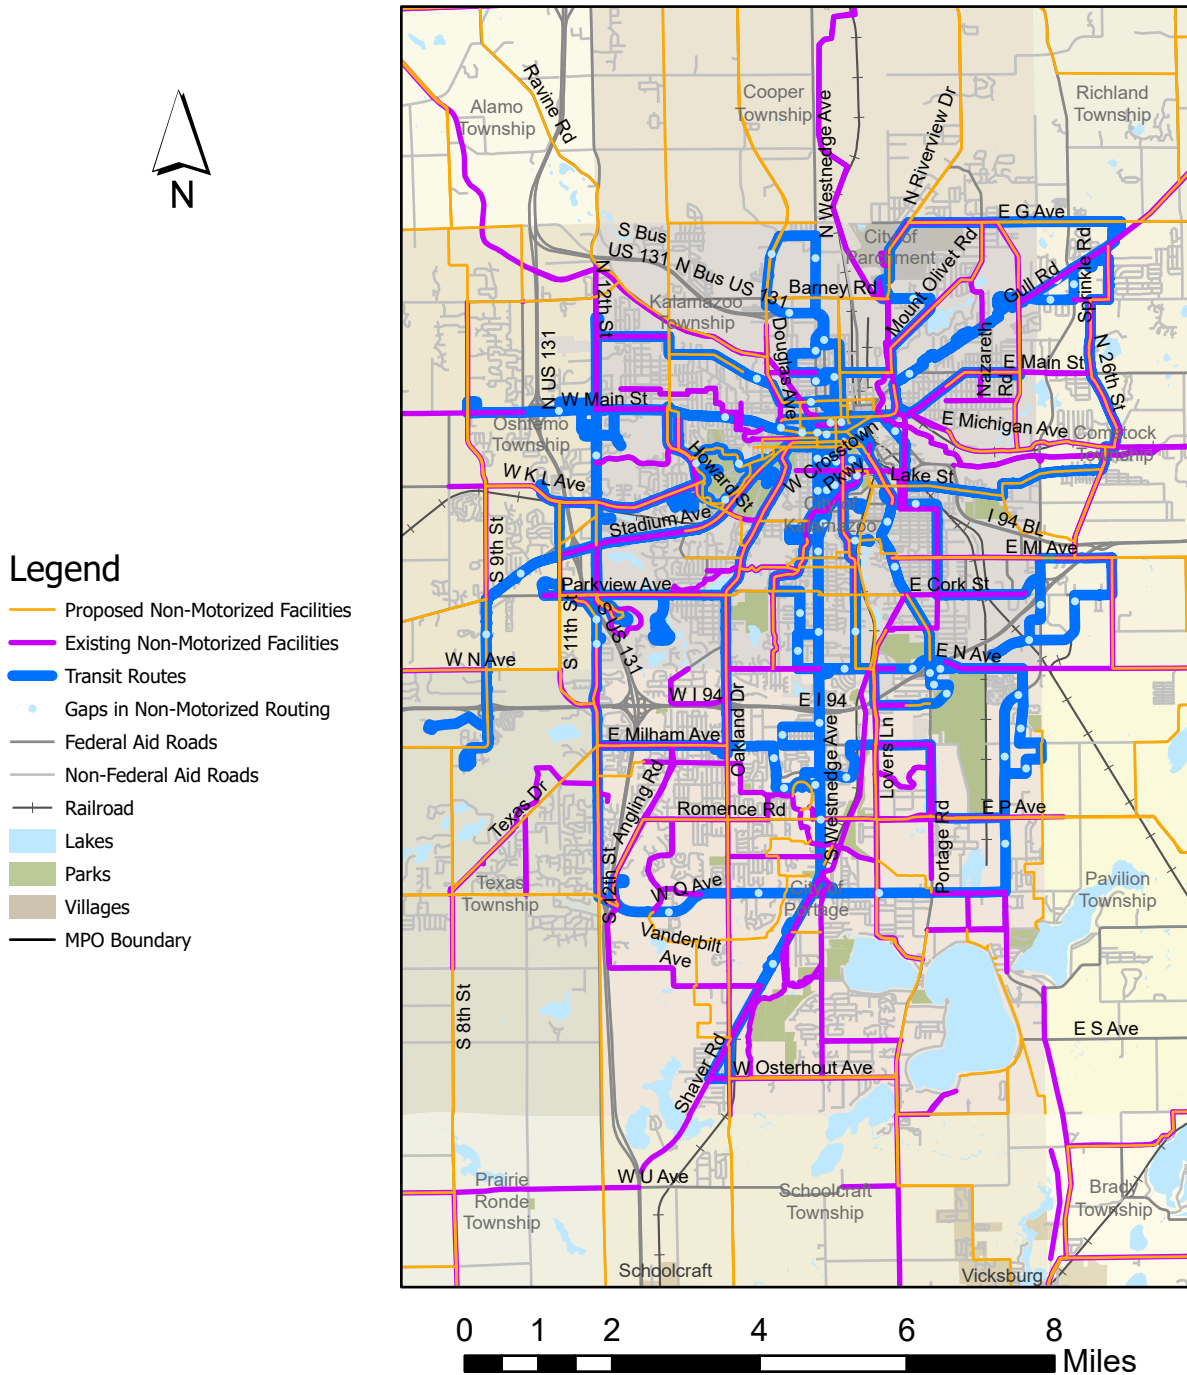 Ravine Rd
Alamo
Township
Cooper
Township
N Westnedge Ave
N Riverview Dr
Richland
Township
N
E G Ave
S Bus
US 131
N Bus US 131
City of
Parchment
Mount Olivet Rd
Gull Rd
Sprinkle Rd
N 12th St
Barney Rd
Kalamazoo
Township
Douglas Ave
N US 131
Nazareth
Rd
E Main St
N 26th St
W Main St
Oshtemo
Township
E Michigan Ave
Comstock
Township
Howard St
W Crosstown
Pkwy
W K L Ave
Lake St
City of
Kalamazoo
Stadium Ave
I 94 BL
S 9th St
E MI Ave
Legend
Parkview Ave
E Cork St
Proposed Non-Motorized Facilities
S 11th St
S US 131
Existing Non-Motorized Facilities
W N Ave
E N Ave
Transit Routes
W I 94
Oakland Dr
E I 94
Gaps in Non-Motorized Routing
E Milham Ave
S Westnedge Ave
Lovers Ln
Federal Aid Roads
Non-Federal Aid Roads
Texas Dr
Angling Rd
Romence Rd
E P Ave
Railroad
Portage Rd
Lakes
Parks
Texas
Township
S 12th St
W Q Ave
City of
Portage
Pavilion
Township
Villages
Vanderbilt
Ave
MPO Boundary
S 8th St
E S Ave
Shaver Rd
W Osterhout Ave
W U Ave
Prairie
Ronde
Township
Schoolcraft
Township
Brady
Township
Schoolcraft
Vicksburg
0 1 2 4 6 8
Miles